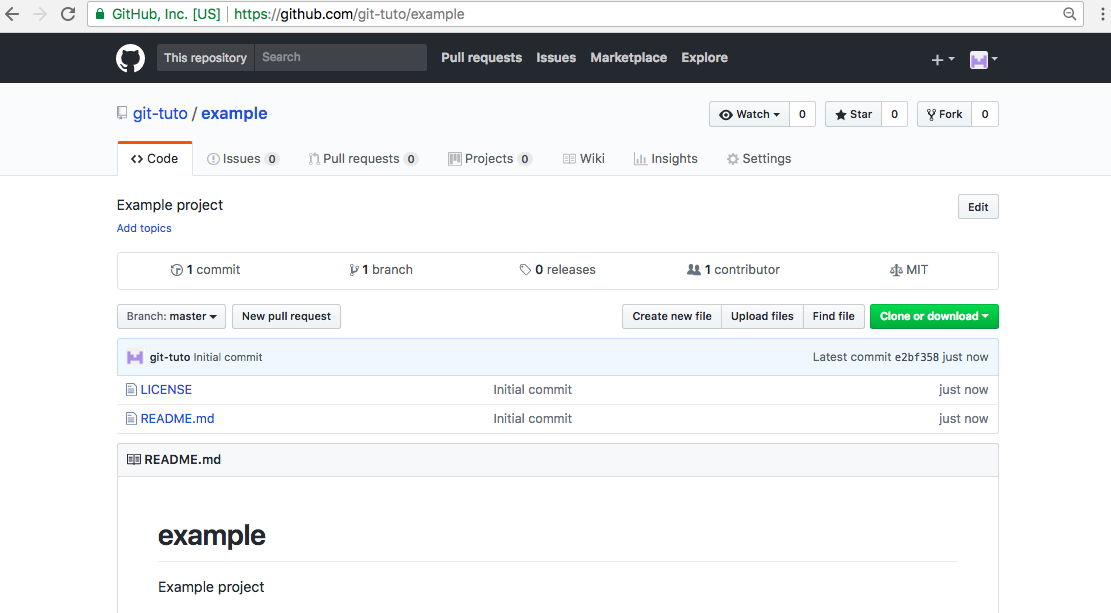 GitHub, Inc. [US] https://github.com/git-tuto/example
This repository Search Pull requests Issues Marketplace Explore
git-tuto / example Watch 0 Star 0 Fork 0
Code Issues 0 Pull requests 0 Projects 0 Wiki Insights Settings
Example project Edit
Add topics
1 commit 1 branch 0 releases 1 contributor MIT
Branch: master New pull request Create new file Upload files Find file Clone or download
git-tuto Initial commit Latest commit e2bf358 just now
LICENSE Initial commit just now
README.md Initial commit just now
README.md
example
Example project